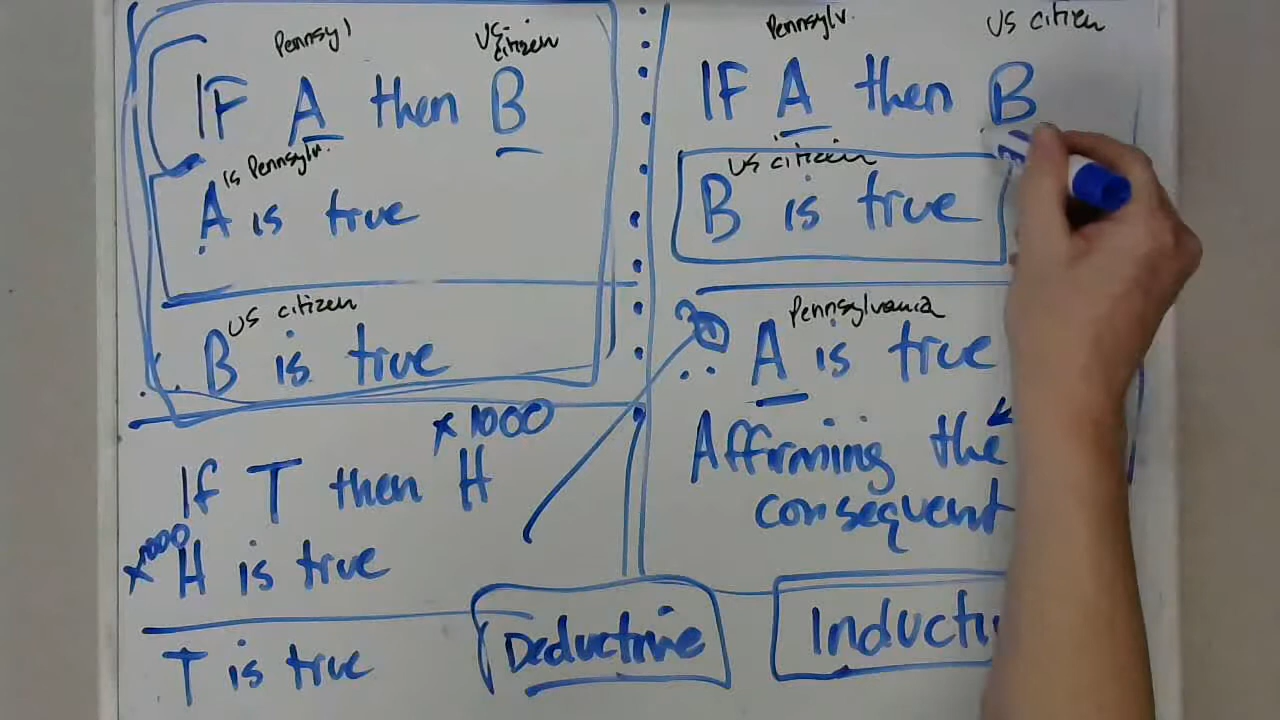 Pennsyl
US citizen
IF A then B
is Pennsylv.
A is true
US citizen
∴ B is true
Pennsylv.
US citizen
IF A then B
US citizen
B is true
Pennsylvania
? ∴ A is true
Affirming the
consequent
x 1000
If T then H
x1000
H is true
T is true
Deductive
Inducti